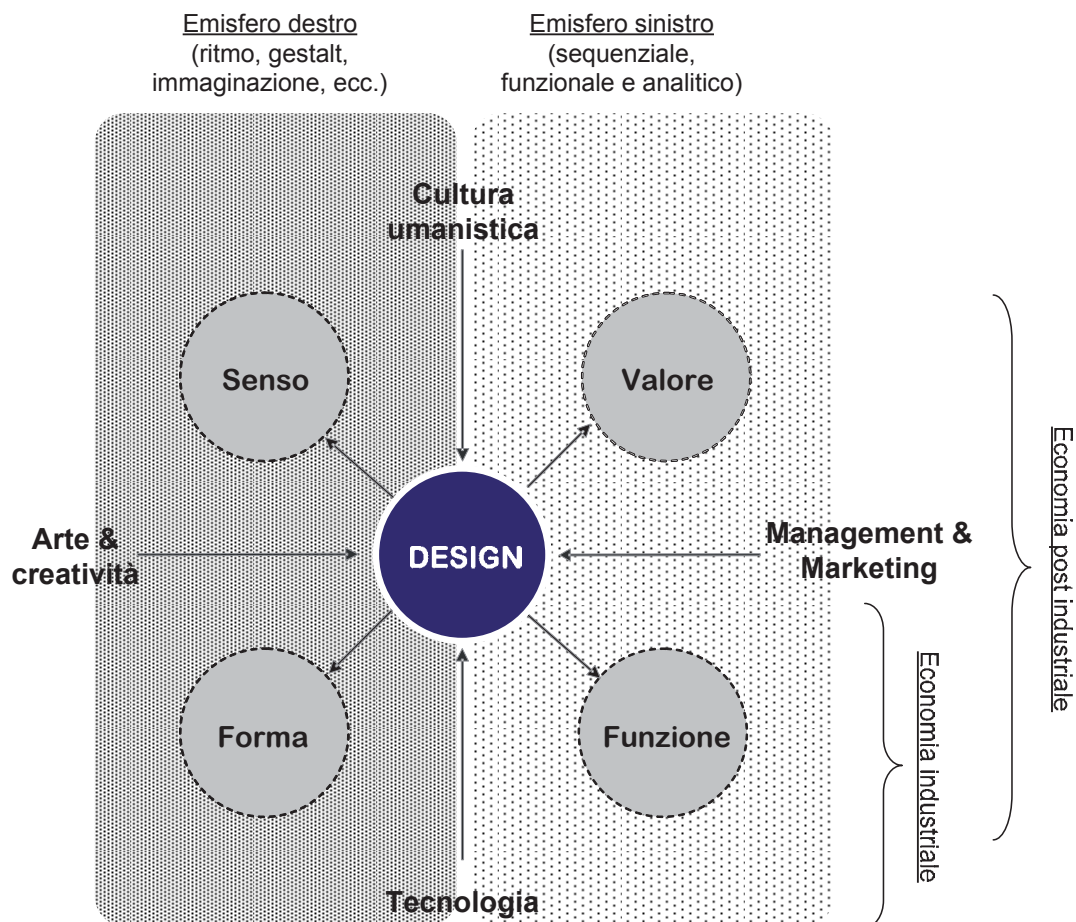 Emisfero destro
(ritmo, gestalt,
immaginazione, ecc.)
Emisfero sinistro
(sequenziale,
funzionale e analitico)
Cultura
umanistica
Senso
Valore
Arte &
creatività
DESIGN
Management &
Marketing
Forma
Funzione
Tecnologia
Economia industriale
Economia post industriale